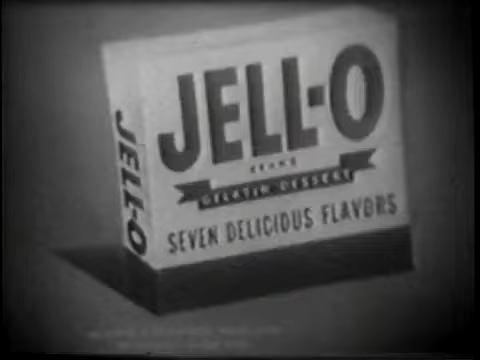 JELL-O
JELL-O
BRAND
GELATIN DESSERT
SEVEN DELICIOUS FLAVORS